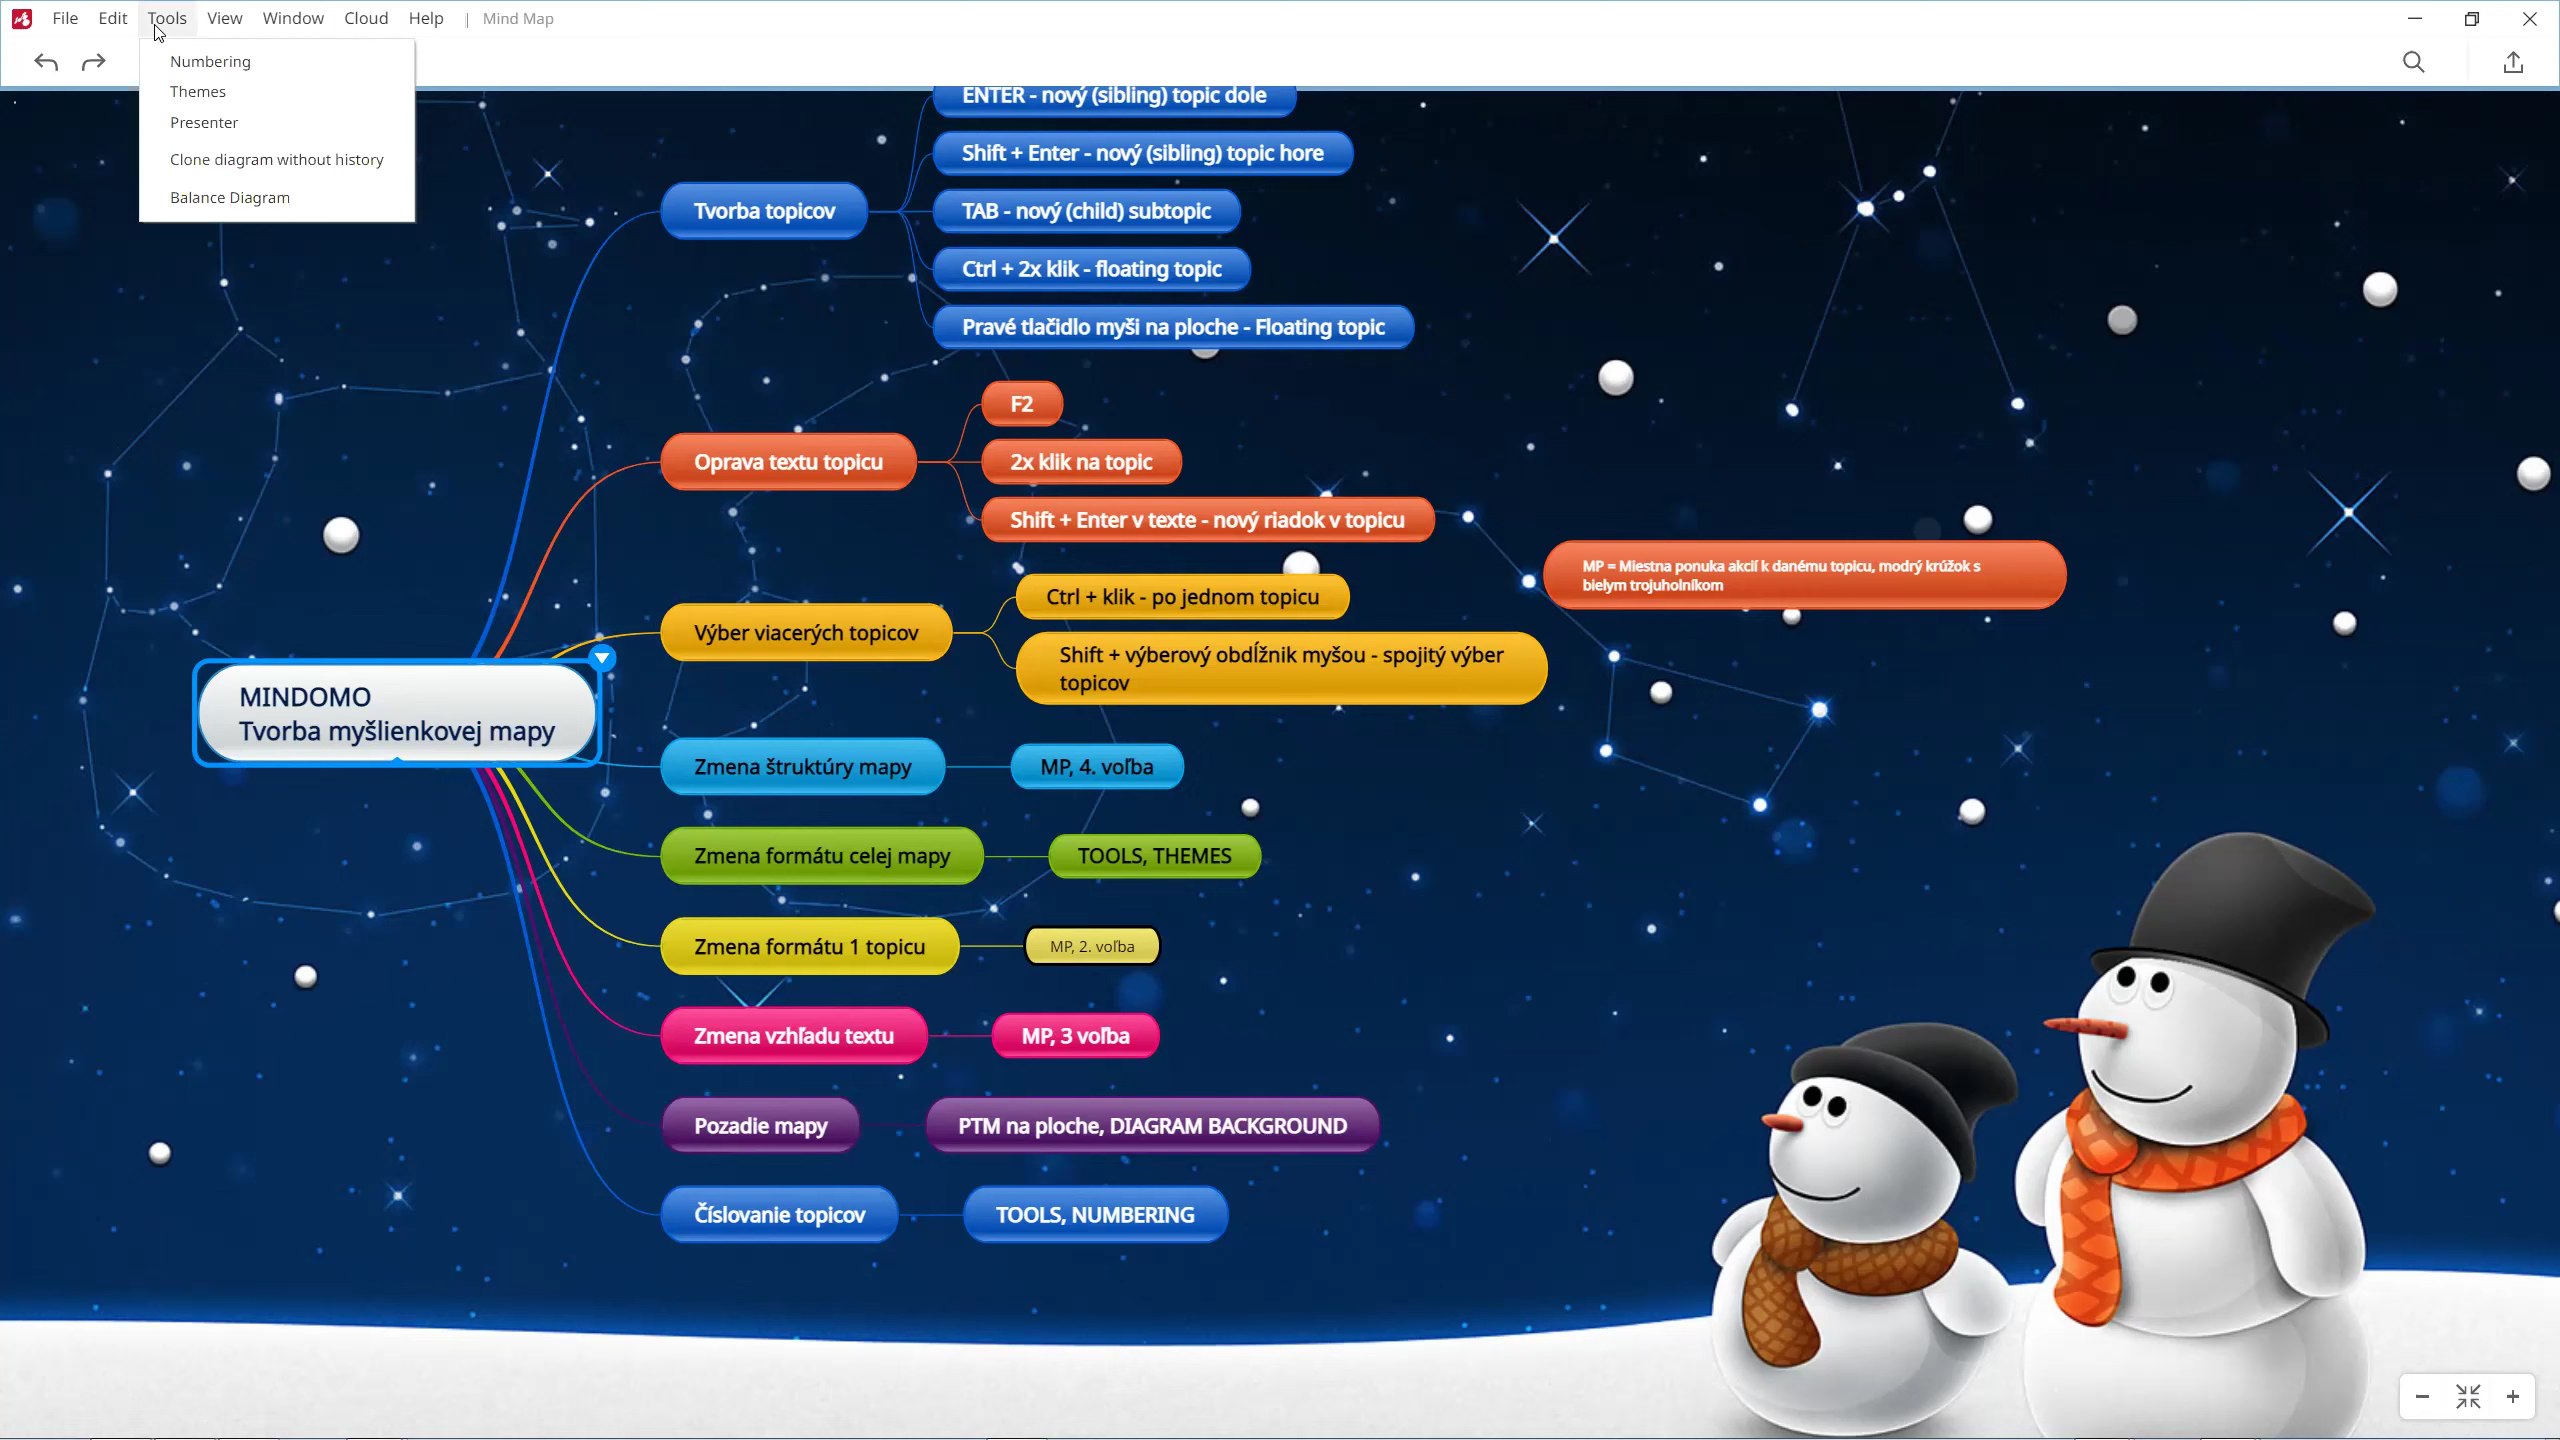 File Edit Tools View Window Cloud Help | Mind Map
Numbering
Themes
Presenter
Clone diagram without history
Balance Diagram
ENTER - nový (sibling) topic dole
Shift + Enter - nový (sibling) topic hore
Tvorba topicov
TAB - nový (child) subtopic
Ctrl + 2x klik - floating topic
Pravé tlačidlo myši na ploche - Floating topic
F2
Oprava textu topicu
2x klik na topic
Shift + Enter v texte - nový riadok v topicu
MP = Miestna ponuka akcií k danému topicu, modrý krúžok s
bielym trojuholníkom
Ctrl + klik - po jednom topicu
Výber viacerých topicov
Shift + výberový obdĺžnik myšou - spojitý výber
topicov
MINDOMO
Tvorba myšlienkovej mapy
Zmena štruktúry mapy
MP, 4. voľba
Zmena formátu celej mapy
TOOLS, THEMES
Zmena formátu 1 topicu
MP, 2. voľba
Zmena vzhľadu textu
MP, 3 voľba
Pozadie mapy
PTM na ploche, DIAGRAM BACKGROUND
Číslovanie topicov
TOOLS, NUMBERING